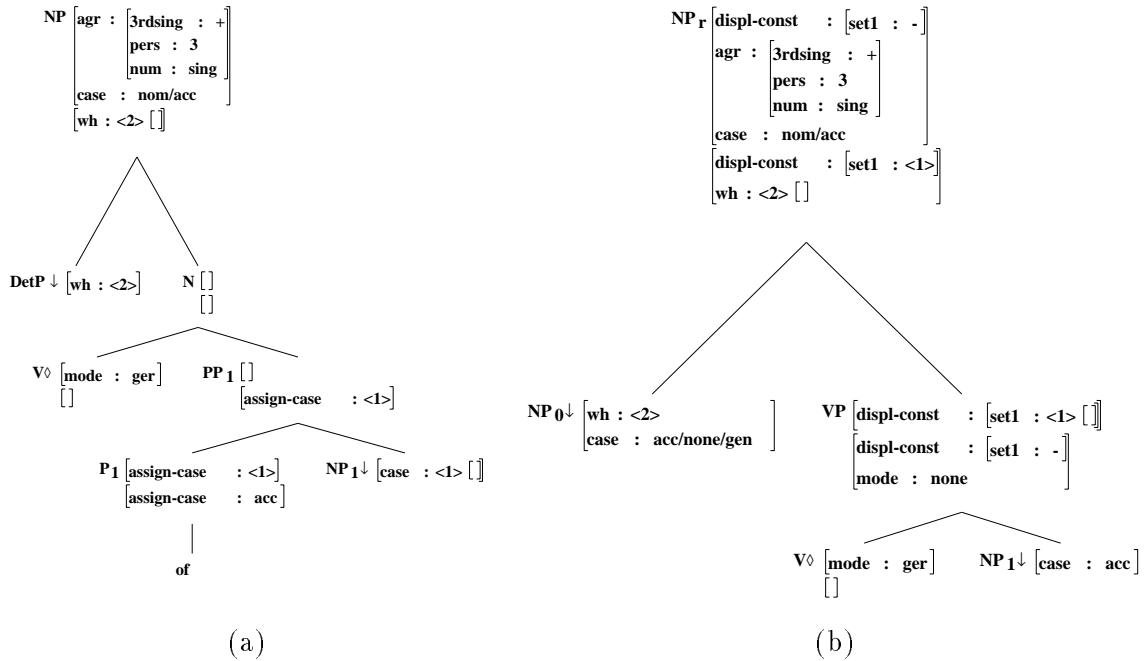 NP [agr : [3rdsing : +
pers : 3
num : sing]
case : nom/acc]
[wh : <2> []]
DetP ↓ [wh : <2>]
N []
[]
V◊ [mode : ger]
[]
PP 1 []
[assign-case : <1>]
P 1 [assign-case : <1>]
[assign-case : acc]
NP 1 ↓ [case : <1> []]
of
(a)
NP r [displ-const : [set1 : -]
agr : [3rdsing : +
pers : 3
num : sing]
case : nom/acc]
[displ-const : [set1 : <1>]
wh : <2> []]
NP 0 ↓ [wh : <2>
case : acc/none/gen]
VP [displ-const : [set1 : <1> []]]
[displ-const : [set1 : -]
mode : none]
V◊ [mode : ger]
[]
NP 1 ↓ [case : acc]
(b)